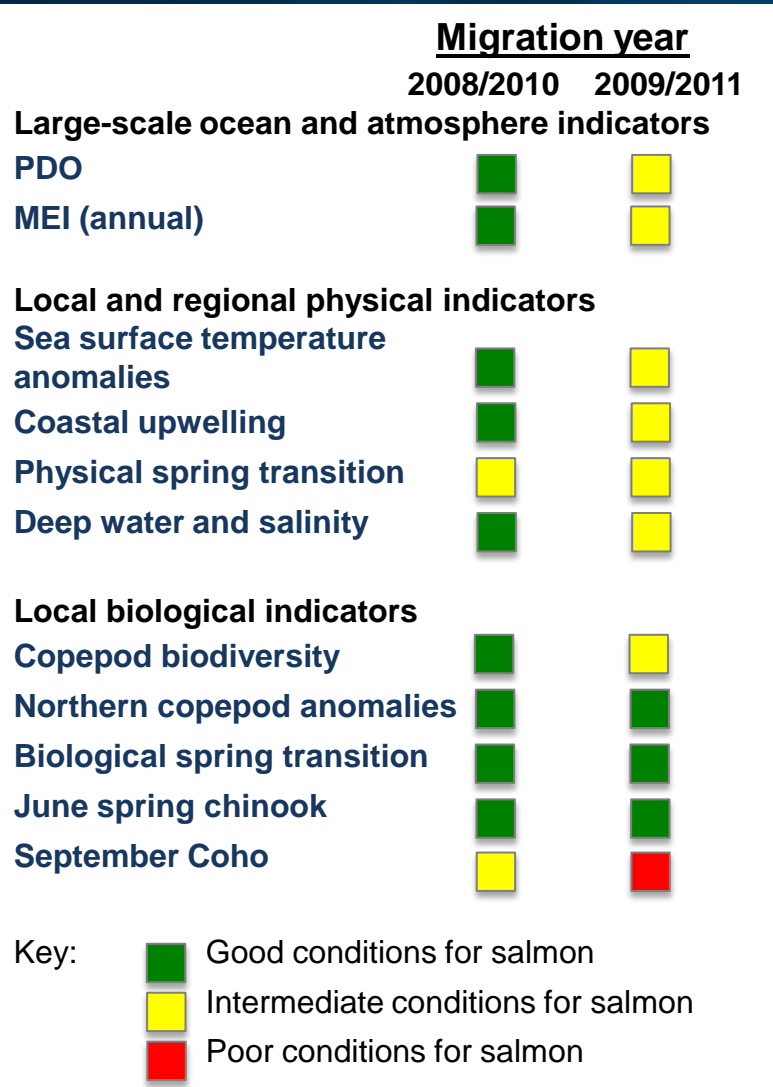 Migration year
2008/2010 2009/2011
Large-scale ocean and atmosphere indicators
PDO
MEI (annual)
Local and regional physical indicators
Sea surface temperature
anomalies
Coastal upwelling
Physical spring transition
Deep water and salinity
Local biological indicators
Copepod biodiversity
Northern copepod anomalies
Biological spring transition
June spring chinook
September Coho
Key: Good conditions for salmon
Intermediate conditions for salmon
Poor conditions for salmon